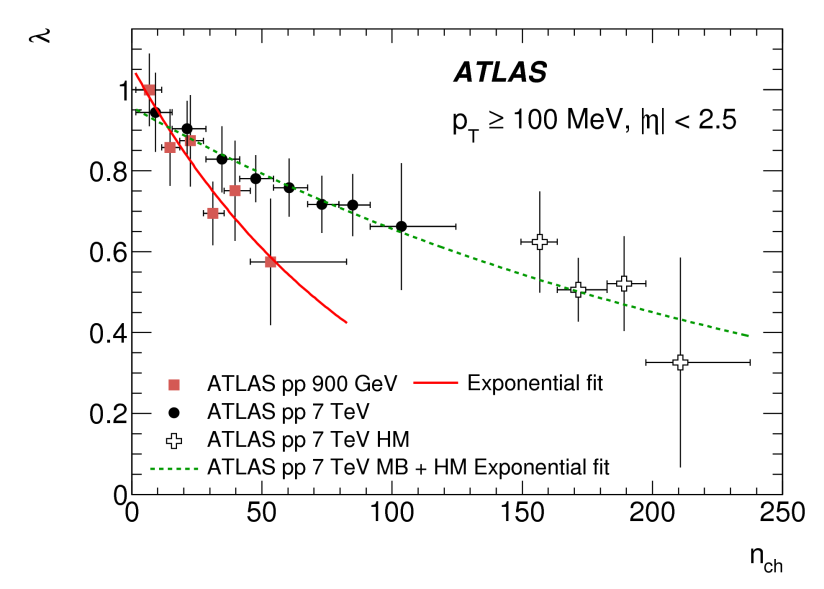 λ
ATLAS
p_T ≥ 100 MeV, |η| < 2.5
1
0.8
0.6
0.4
0.2
0
ATLAS pp 900 GeV Exponential fit
ATLAS pp 7 TeV
ATLAS pp 7 TeV HM
ATLAS pp 7 TeV MB + HM Exponential fit
0 50 100 150 200 250
n_ch